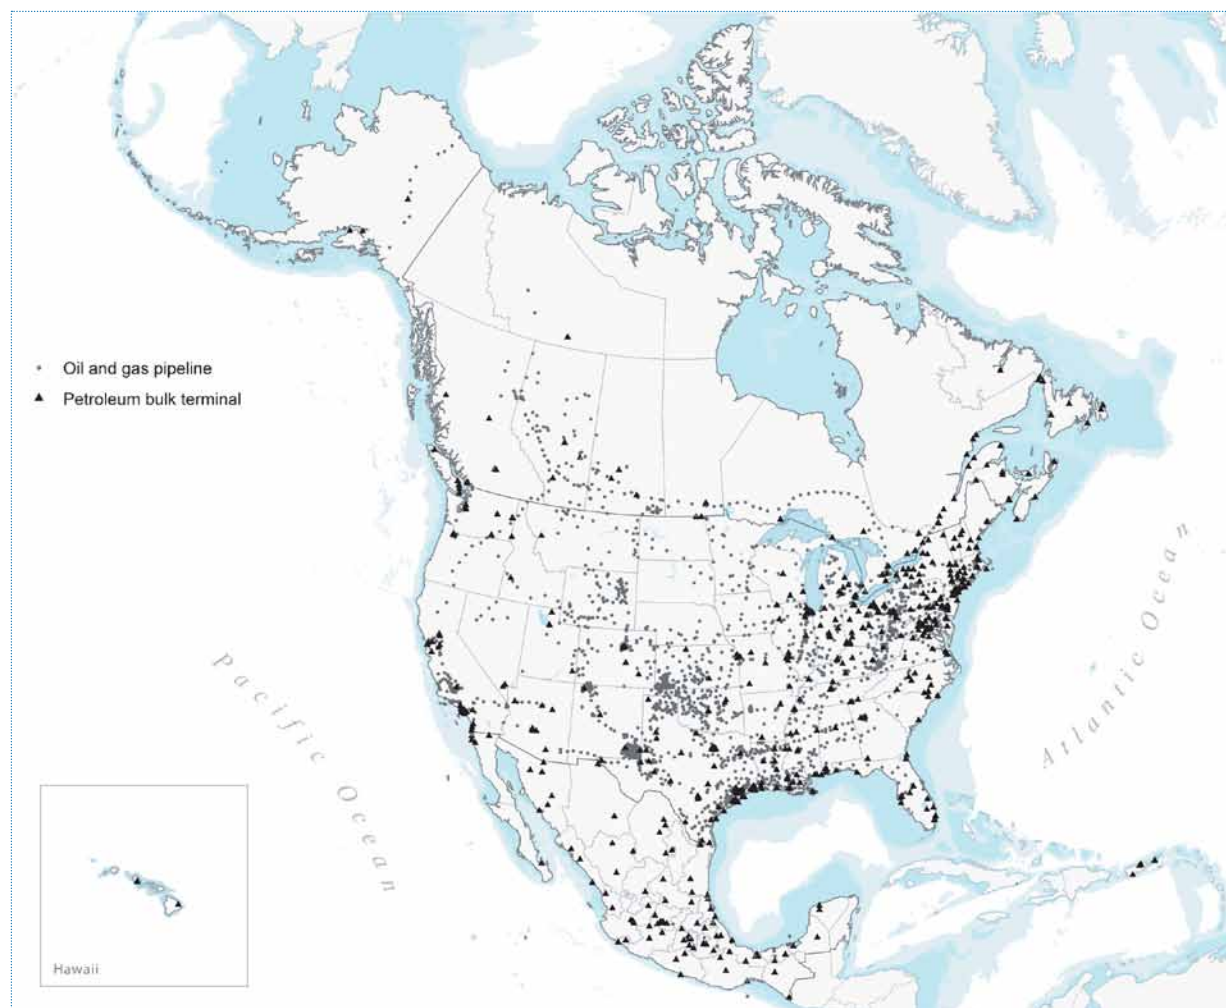 Oil and gas pipeline
Petroleum bulk terminal
Pacific Ocean
Atlantic Ocean
Hawaii